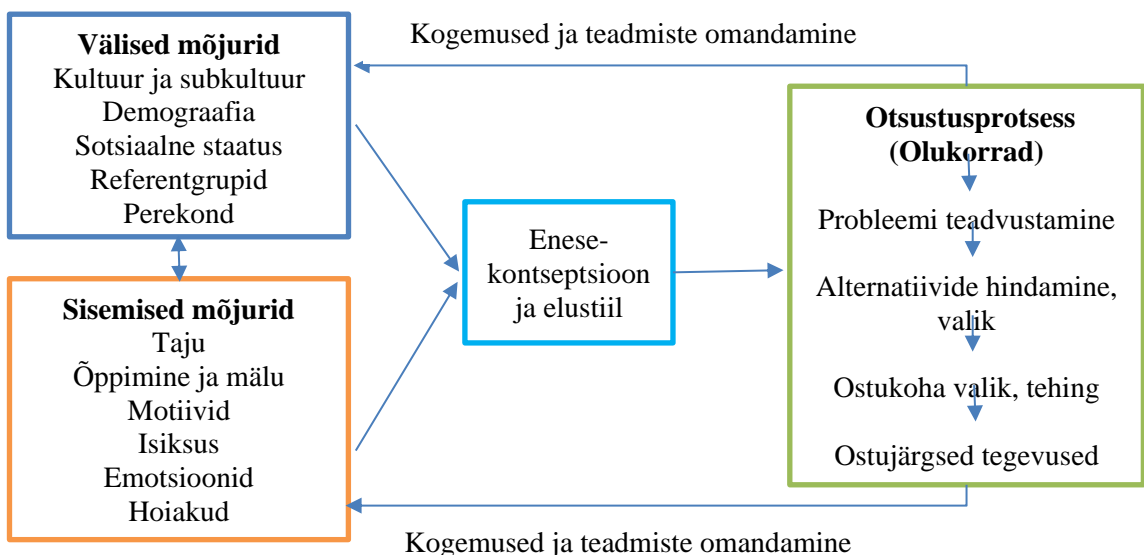 Välised mõjurid
Kultuur ja subkultuur
Demograafia
Sotsiaalne staatus
Referentgrupid
Perekond
Sisemised mõjurid
Taju
Õppimine ja mälu
Motiivid
Isiksus
Emotsioonid
Hoiakud
Kogemused ja teadmiste omandamine
Enese-
kontseptsioon
ja elustiil
Otsustusprotsess
(Olukorrad)
Probleemi teadvustamine
Alternatiivide hindamine,
valik
Ostukoha valik, tehing
Ostujärgsed tegevused
Kogemused ja teadmiste omandamine